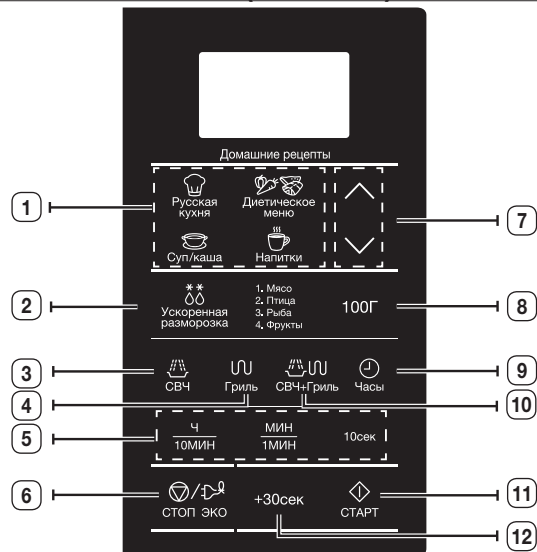 Домашние рецепты
1
Русская
кухня
Диетическое
меню
7
Суп/каша
Напитки
2
Ускоренная
разморозка
1. Мясо
2. Птица
3. Рыба
4. Фрукты
100Г
8
3
СВЧ
Гриль
СВЧ+Гриль
Часы
9
4
10
5
Ч
10МИН
МИН
1МИН
10сек
6
СТОП ЭКО
+30сек
СТАРТ
11
12